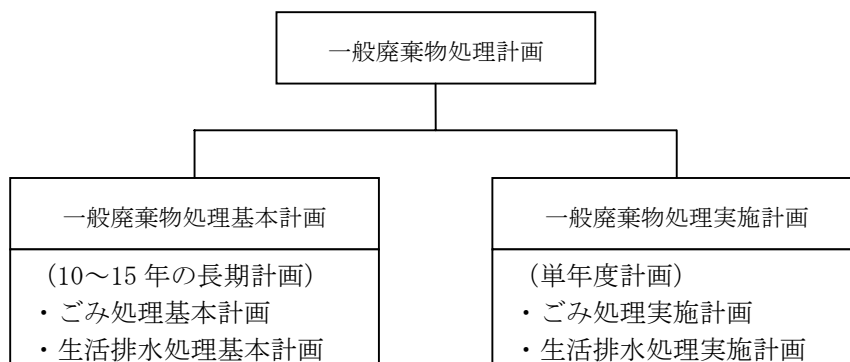 一般廃棄物処理計画
一般廃棄物処理基本計画
(10～15 年の長期計画)
・ごみ処理基本計画
・生活排水処理基本計画
一般廃棄物処理実施計画
(単年度計画)
・ごみ処理実施計画
・生活排水処理実施計画